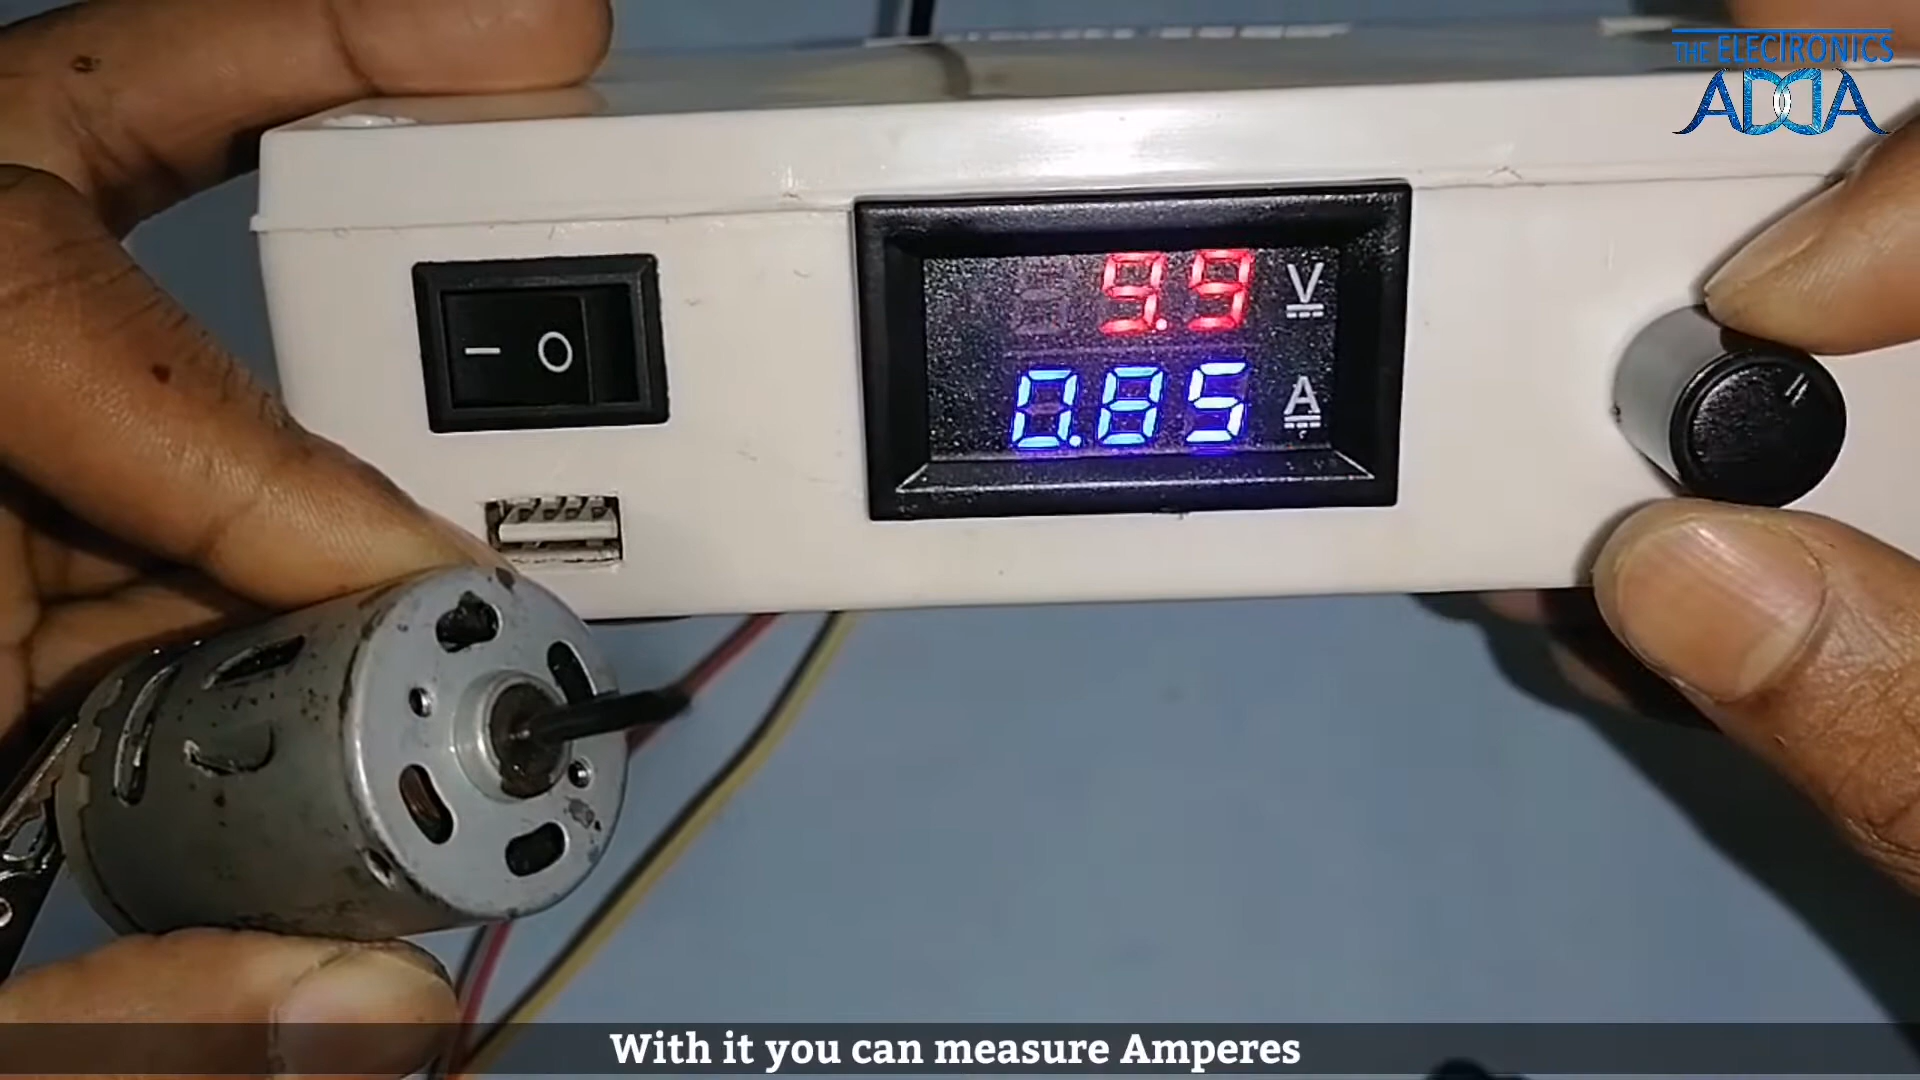 THE ELECTRONICS
ADDA
9.9 V
0.85 A
— O
With it you can measure Amperes